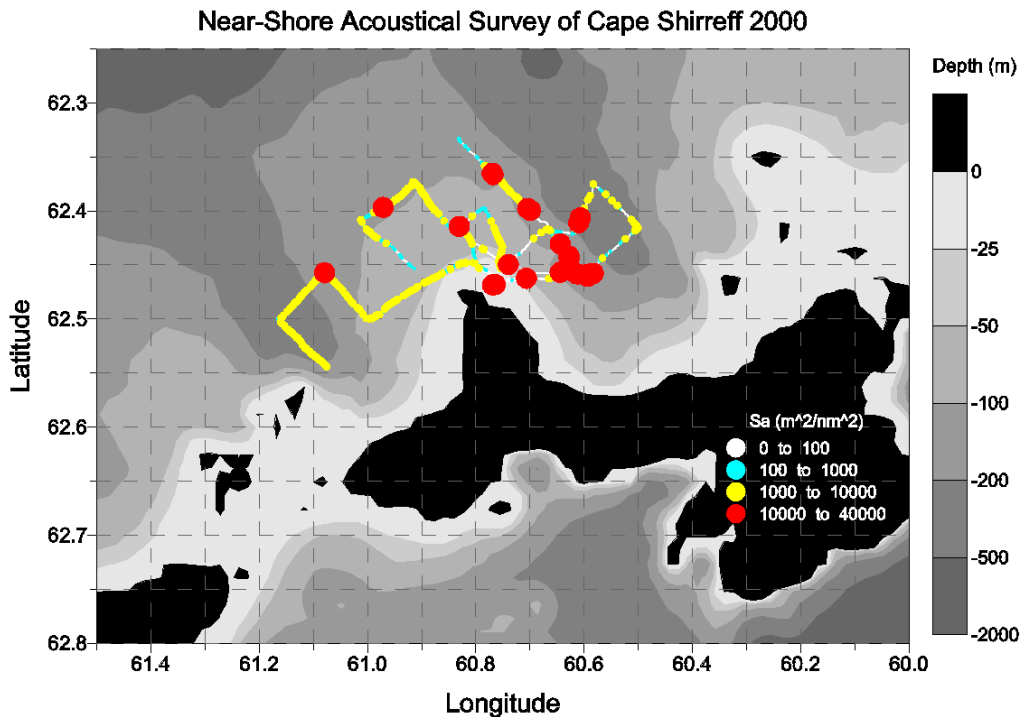 Near-Shore Acoustical Survey of Cape Shirreff 2000
Depth (m)
0
-25
-50
-100
-200
-500
-2000
Latitude
62.3
62.4
62.5
62.6
62.7
62.8
Sa (m^2/nm^2)
0 to 100
100 to 1000
1000 to 10000
10000 to 40000
61.4
61.2
61.0
60.8
60.6
60.4
60.2
60.0
Longitude